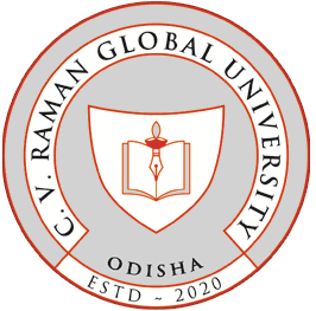 C. V. RAMAN GLOBAL UNIVERSITY
ODISHA
ESTD ~ 2020